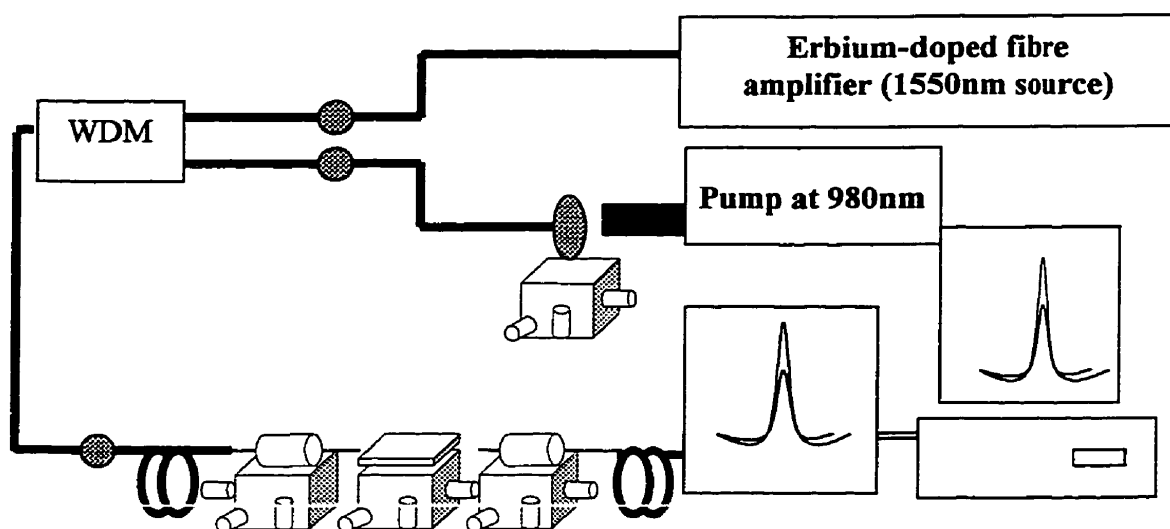 Erbium-doped fibre
amplifier (1550nm source)
WDM
Pump at 980nm